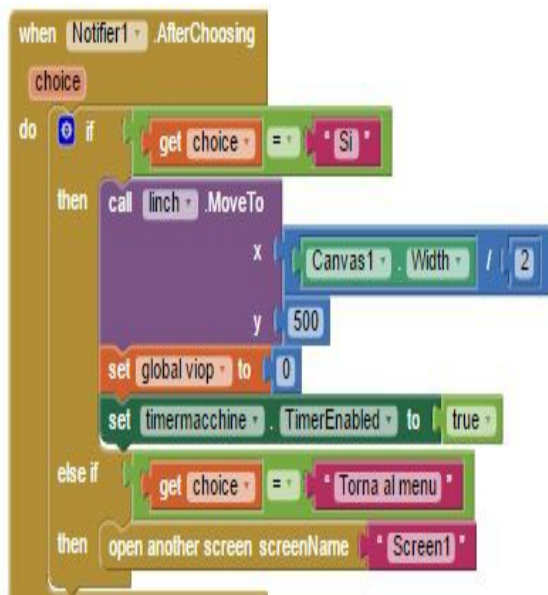 when Notifier1 .AfterChoosing
choice
do if get choice = " Si "
then call linch .MoveTo
x Canvas1 . Width / 2
y 500
set global viop to 0
set timermacchine . TimerEnabled to true
else if get choice = " Torna al menu "
then open another screen screenName " Screen1 "